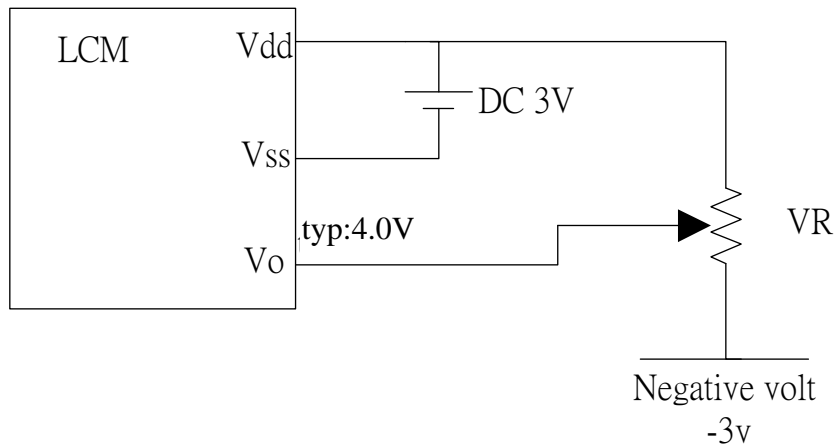 LCM
Vdd
DC 3V
Vss
typ:4.0V
VR
Vo
Negative volt
-3v